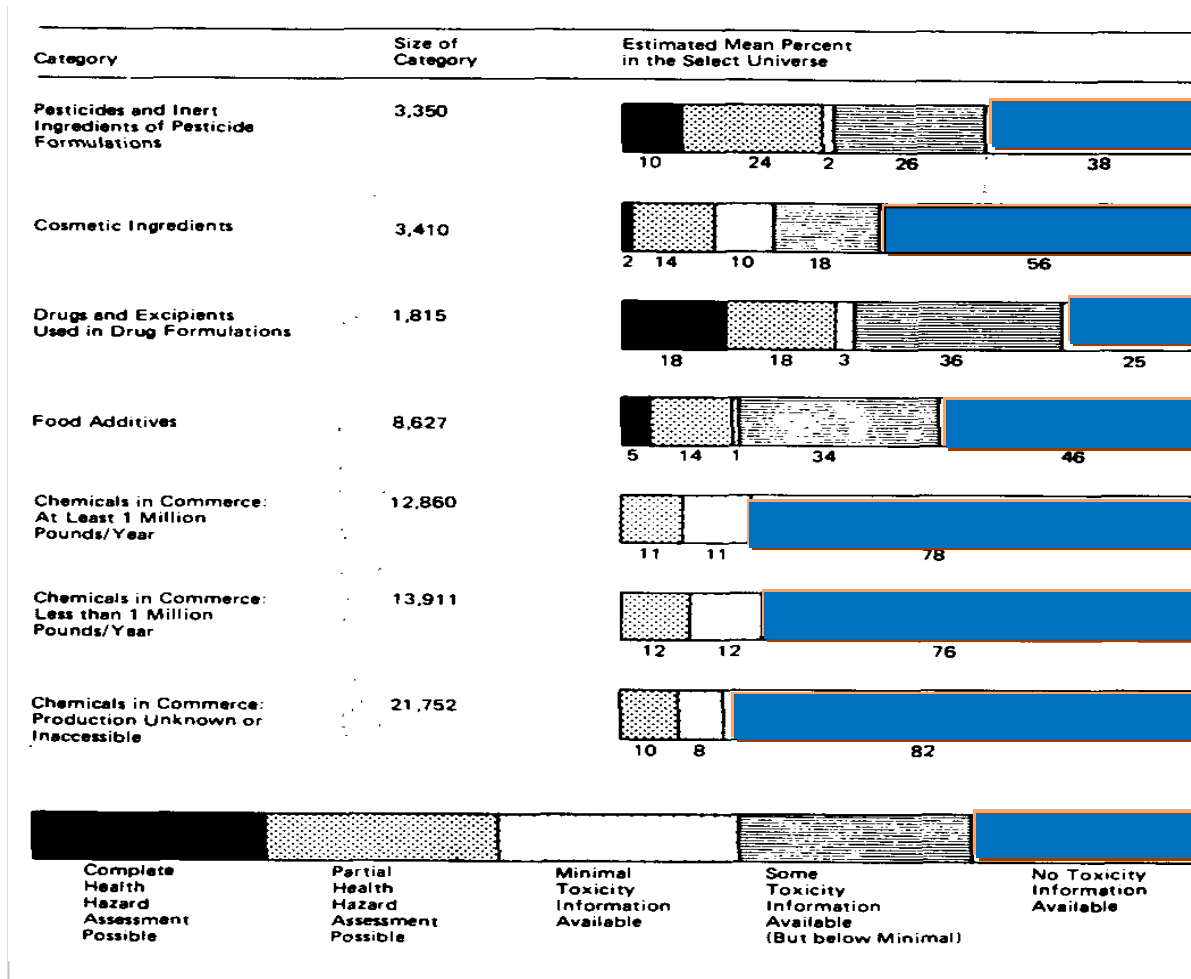 Category
Size of
Category
Estimated Mean Percent
in the Select Universe
Pesticides and Inert
Ingredients of Pesticide
Formulations
3,350
10 24 2 26 38
Cosmetic Ingredients
3,410
2 14 10 18 56
Drugs and Excipients
Used in Drug Formulations
1,815
18 18 3 36 25
Food Additives
8,627
5 14 1 34 46
Chemicals in Commerce:
At Least 1 Million
Pounds/Year
12,860
11 11 78
Chemicals in Commerce:
Less than 1 Million
Pounds/Year
13,911
12 12 76
Chemicals in Commerce:
Production Unknown or
Inaccessible
21,752
10 8 82
Complete
Health
Hazard
Assessment
Possible
Partial
Health
Hazard
Assessment
Possible
Minimal
Toxicity
Information
Available
Some
Toxicity
Information
Available
(But below Minimal)
No Toxicity
Information
Available